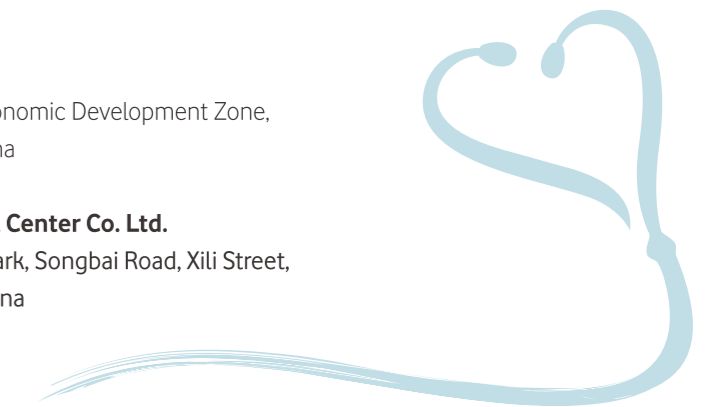 onomic Development Zone,
na
Center Co. Ltd.
ark, Songbai Road, Xili Street,
na